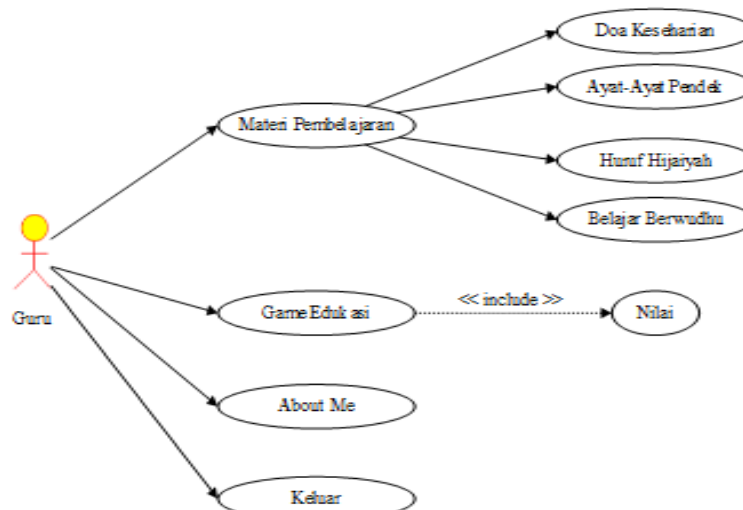 Doa Keseharian
Ayat-Ayat Pendek
Materi Pembelajaran
Huruf Hijaiyah
Belajar Berwudhu
Guru
Game Edukasi
<< include >>
Nilai
About Me
Keluar